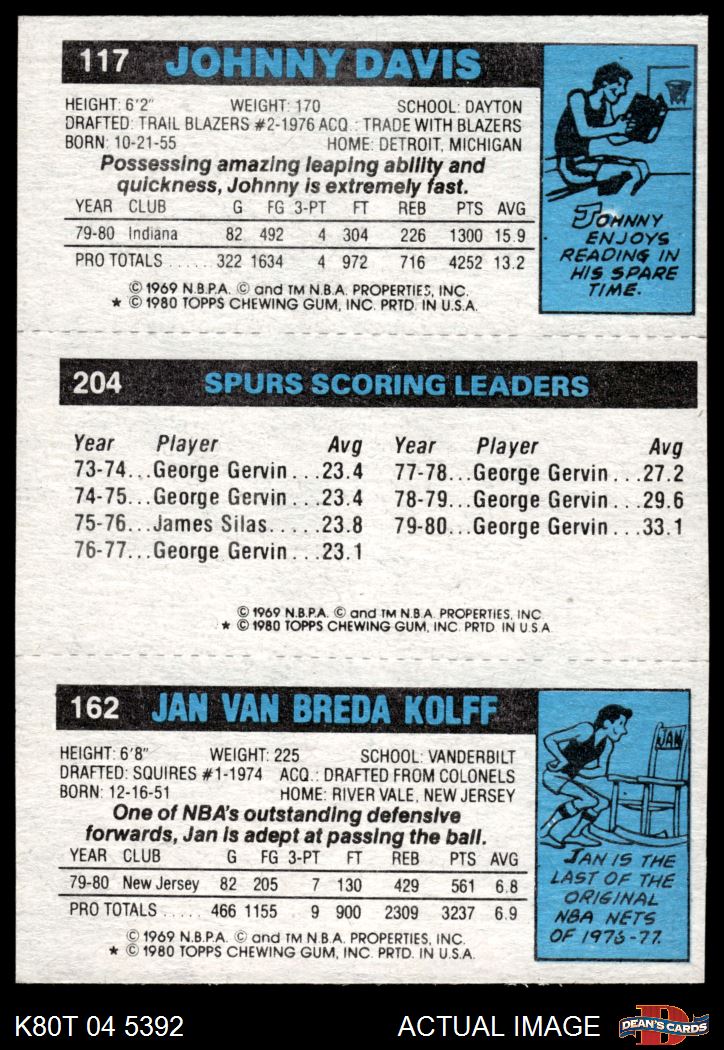 117 JOHNNY DAVIS
HEIGHT: 6'2" WEIGHT: 170 SCHOOL: DAYTON
DRAFTED: TRAIL BLAZERS #2-1976 ACQ.: TRADE WITH BLAZERS
BORN: 10-21-55 HOME: DETROIT, MICHIGAN
Possessing amazing leaping ability and
quickness, Johnny is extremely fast.
YEAR CLUB G FG 3-PT FT REB PTS AVG
79-80 Indiana 82 492 4 304 226 1300 15.9
PRO TOTALS ..... 322 1634 4 972 716 4252 13.2
© 1969 N.B.P.A. © and TM N.B.A. PROPERTIES, INC.
★ © 1980 TOPPS CHEWING GUM, INC. PRTD. IN U.S.A.
JOHNNY
ENJOYS
READING IN
HIS SPARE
TIME.
204 SPURS SCORING LEADERS
Year Player Avg Year Player Avg
73-74...George Gervin...23.4 77-78...George Gervin...27.2
74-75...George Gervin...23.4 78-79...George Gervin...29.6
75-76...James Silas.....23.8 79-80...George Gervin...33.1
76-77...George Gervin...23.1
© 1969 N.B.P.A. © and TM N.B.A. PROPERTIES, INC.
★ © 1980 TOPPS CHEWING GUM, INC. PRTD. IN U.S.A.
162 JAN VAN BREDA KOLFF
HEIGHT: 6'8" WEIGHT: 225 SCHOOL: VANDERBILT
DRAFTED: SQUIRES #1-1974 ACQ.: DRAFTED FROM COLONELS
BORN: 12-16-51 HOME: RIVER VALE, NEW JERSEY
One of NBA's outstanding defensive
forwards, Jan is adept at passing the ball.
YEAR CLUB G FG 3-PT FT REB PTS AVG
79-80 New Jersey 82 205 7 130 429 561 6.8
PRO TOTALS ..... 466 1155 9 900 2309 3237 6.9
© 1969 N.B.P.A. © and TM N.B.A. PROPERTIES, INC.
★ © 1980 TOPPS CHEWING GUM, INC. PRTD. IN U.S.A.
JAN
JAN IS THE
LAST OF THE
ORIGINAL
NBA NETS
OF 1976-77.
K80T 04 5392 ACTUAL IMAGE D DEAN'S CARDS